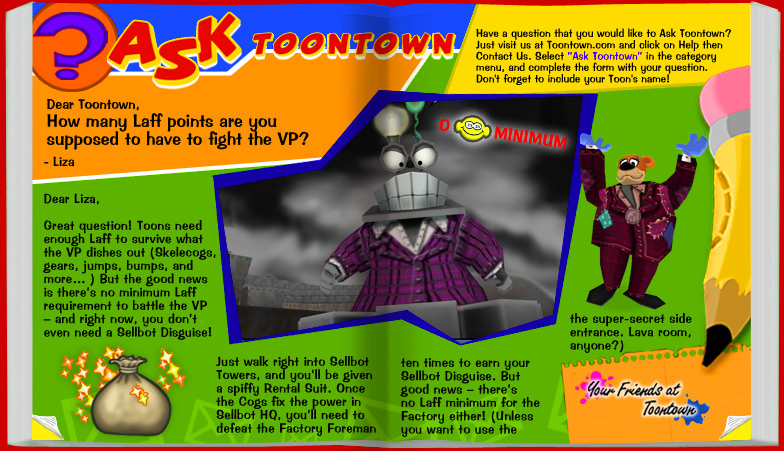 ?
ASK TOONTOWN
Have a question that you would like to Ask Toontown?
Just visit us at Toontown.com and click on Help then
Contact Us. Select "Ask Toontown" in the category
menu, and complete the form with your question.
Don't forget to include your Toon's name!
Dear Toontown,
How many Laff points are you
supposed to have to fight the VP?
- Liza
0 MINIMUM
Dear Liza,
Great question! Toons need
enough Laff to survive what
the VP dishes out (Skelecogs,
gears, jumps, bumps, and
more... ) But the good news
is there's no minimum Laff
requirement to battle the VP
– and right now, you don't
even need a Sellbot Disguise!
Just walk right into Sellbot
Towers, and you'll be given
a spiffy Rental Suit. Once
the Cogs fix the power in
Sellbot HQ, you'll need to
defeat the Factory Foreman
ten times to earn your
Sellbot Disguise. But
good news – there's
no Laff minimum for the
Factory either! (Unless
you want to use the
the super-secret side
entrance. Lava room,
anyone?)
Your Friends at
Toontown